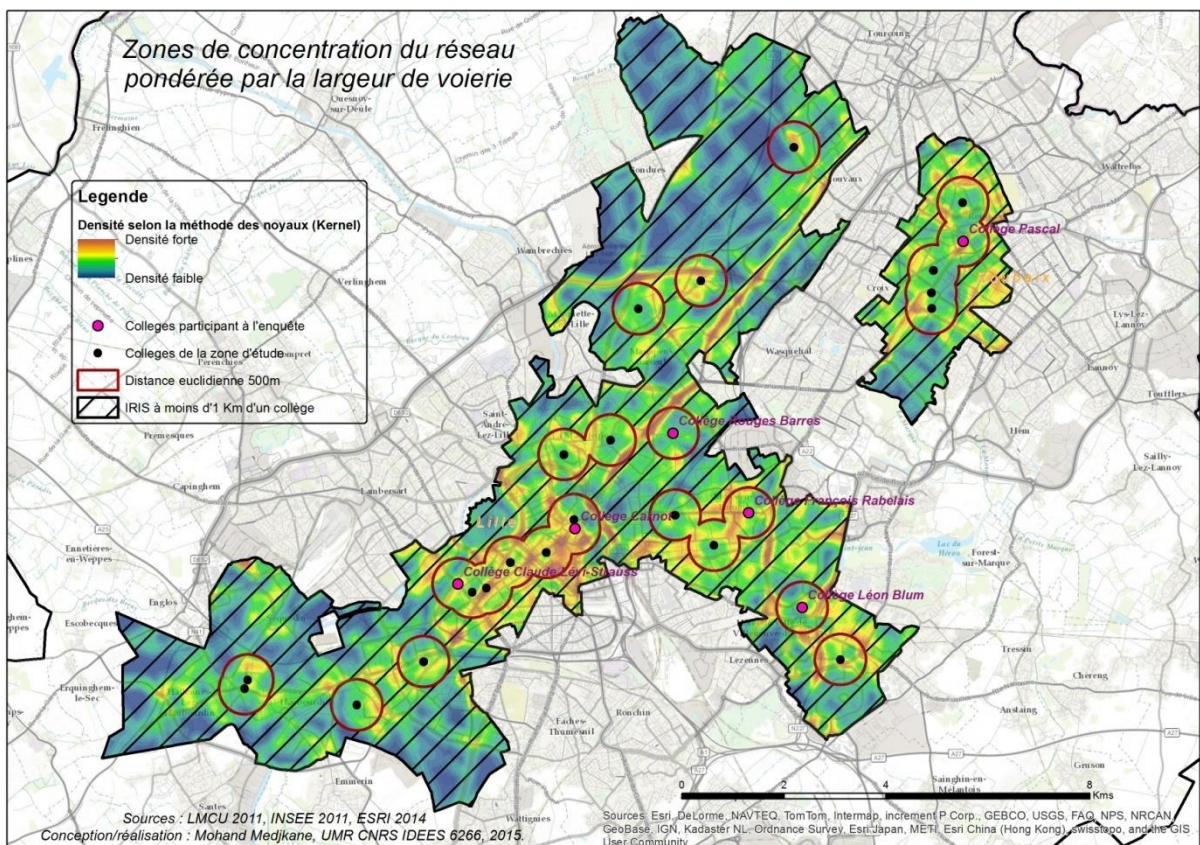 Zones de concentration du réseau
pondérée par la largeur de voierie
Legende
Densité selon la méthode des noyaux (Kernel)
Densité forte
Densité faible
Colleges participant à l'enquête
Colleges de la zone d'étude
Distance euclidienne 500m
IRIS à moins d'1 Km d'un collège
Tourcoing
Quesnoy-
sur-Deûle
Frelinghien
Wattrelos
Wambrechies
Verlinghem
Collège Pascal
Croix
Lys-Lez-
Lannoy
Wasquehal
Lannoy
Toufflers
Pérenchies
Saint-
André-
Lez-Lille
Collège Rouges Barres
Hem
Premesques
Sailly-
Lez-Lannoy
Capinghem
Lambersart
Collège François Rabelais
Lille
Collège Carnot
Ennetières-
en-Weppes
Forest-
sur-Marque
Collège Claude Lévi-Strauss
Englos
Escobecques
Collège Léon Blum
Tressin
Lezennes
Chereng
Erquinghem-
le-Sec
Ronchin
Anstaing
Faches-
Thumesnil
Gruson
Emmerin
Sainghin-en-
Mélantois
0 2 4 8
Kms
Santes
Wattignies
Sources : LMCU 2011, INSEE 2011, ESRI 2014
Conception/réalisation : Mohand Medjkane, UMR CNRS IDEES 6266, 2015.
Sources: Esri, DeLorme, NAVTEQ, TomTom, Intermap, increment P Corp., GEBCO, USGS, FAO, NPS, NRCAN,
GeoBase, IGN, Kadaster NL, Ordnance Survey, Esri Japan, METI, Esri China (Hong Kong), swisstopo, and the GIS
User Community